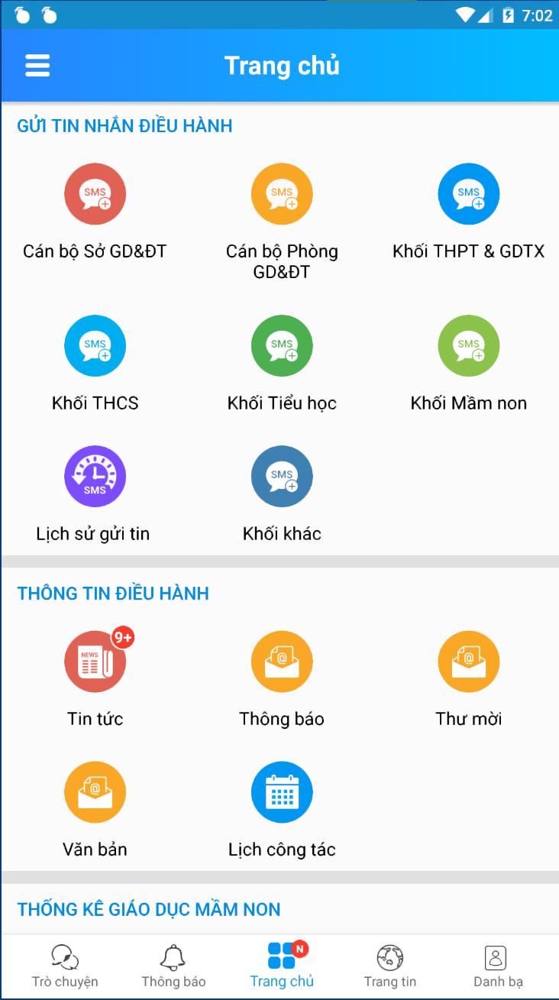 7:02
Trang chủ
GỬI TIN NHẮN ĐIỀU HÀNH
SMS
SMS
SMS
Cán bộ Sở GD&ĐT
Cán bộ Phòng
GD&ĐT
Khối THPT & GDTX
SMS
SMS
SMS
Khối THCS
Khối Tiểu học
Khối Mầm non
SMS
SMS
Lịch sử gửi tin
Khối khác
THÔNG TIN ĐIỀU HÀNH
9+
NEWS
@
@
Tin tức
Thông báo
Thư mời
@
Văn bản
Lịch công tác
THỐNG KÊ GIÁO DỤC MẦM NON
N
Trò chuyện
Thông báo
Trang chủ
Trang tin
Danh bạ